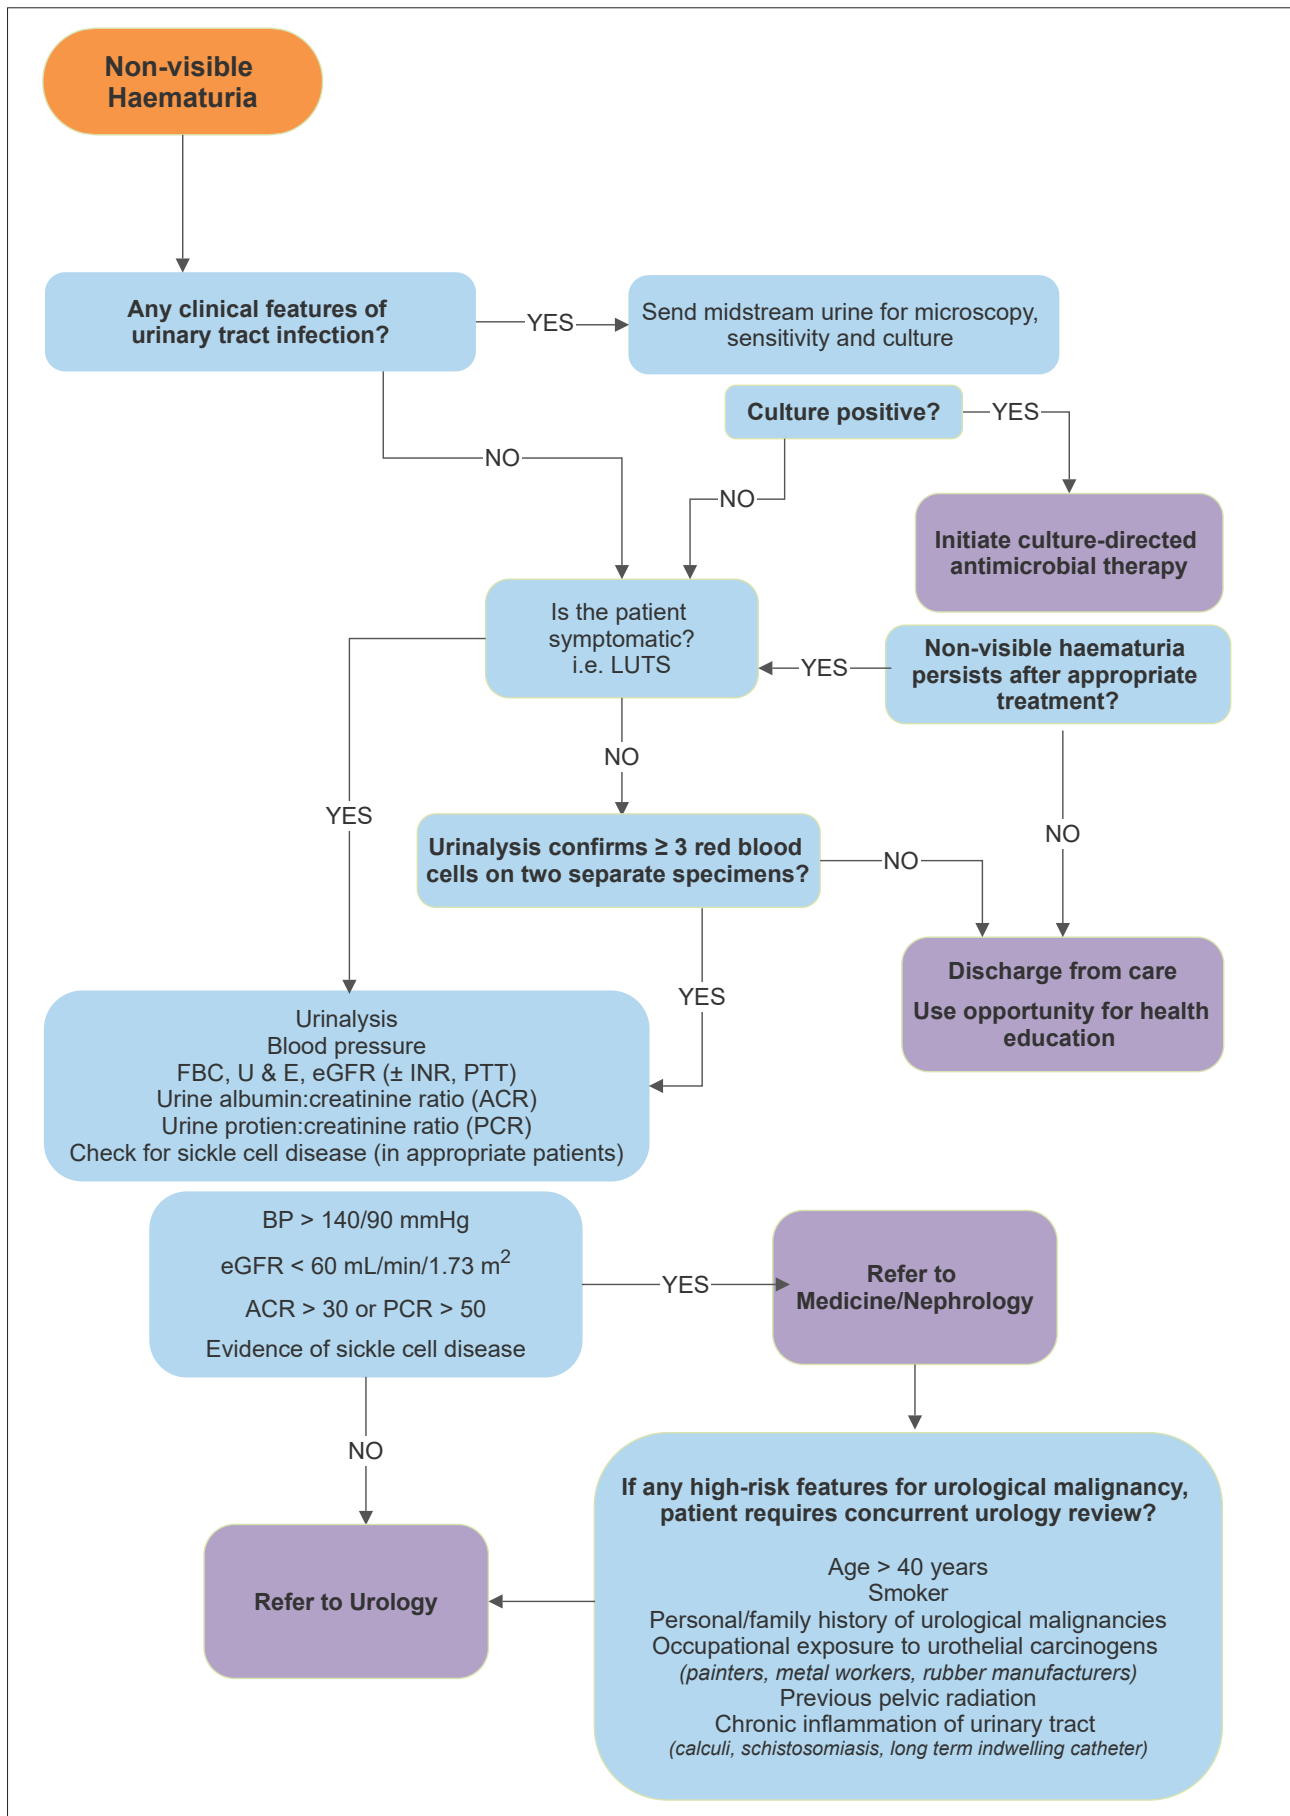 Non-visible
Haematuria
Any clinical features of
urinary tract infection?
YES
Send midstream urine for microscopy,
sensitivity and culture
Culture positive?
YES
NO
NO
Initiate culture-directed
antimicrobial therapy
Is the patient
symptomatic?
i.e. LUTS
YES
Non-visible haematuria
persists after appropriate
treatment?
NO
YES
NO
Urinalysis confirms ≥ 3 red blood
cells on two separate specimens?
NO
YES
Discharge from care
Use opportunity for health
education
Urinalysis
Blood pressure
FBC, U & E, eGFR (± INR, PTT)
Urine albumin:creatinine ratio (ACR)
Urine protien:creatinine ratio (PCR)
Check for sickle cell disease (in appropriate patients)
BP > 140/90 mmHg
eGFR < 60 mL/min/1.73 m²
ACR > 30 or PCR > 50
Evidence of sickle cell disease
YES
Refer to
Medicine/Nephrology
NO
If any high-risk features for urological malignancy,
patient requires concurrent urology review?
Age > 40 years
Smoker
Personal/family history of urological malignancies
Occupational exposure to urothelial carcinogens
(painters, metal workers, rubber manufacturers)
Previous pelvic radiation
Chronic inflammation of urinary tract
(calculi, schistosomiasis, long term indwelling catheter)
Refer to Urology